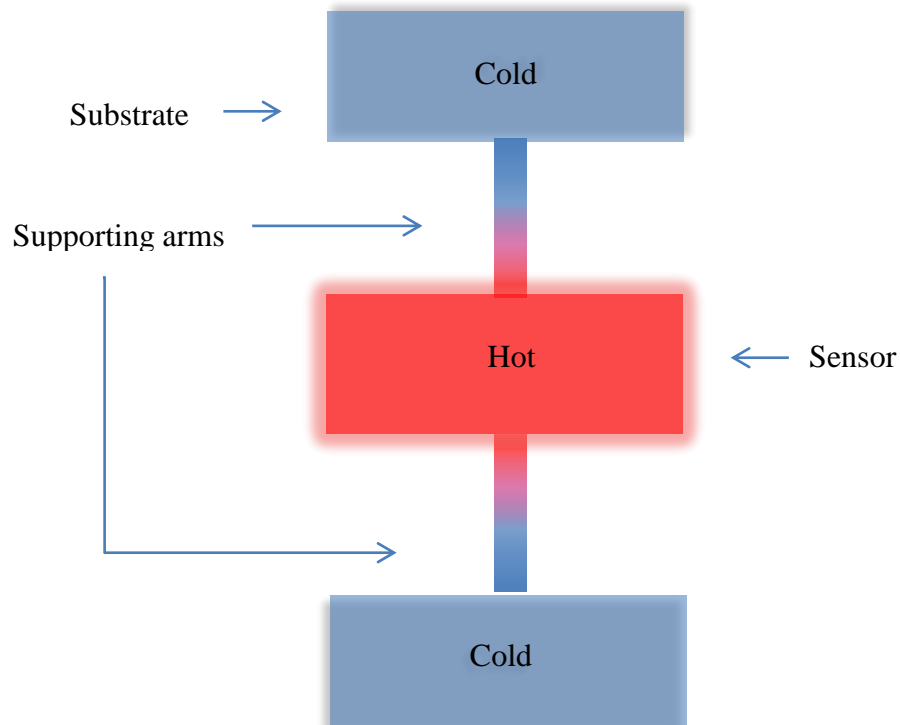 Cold
Substrate
Supporting arms
Hot
Sensor
Cold